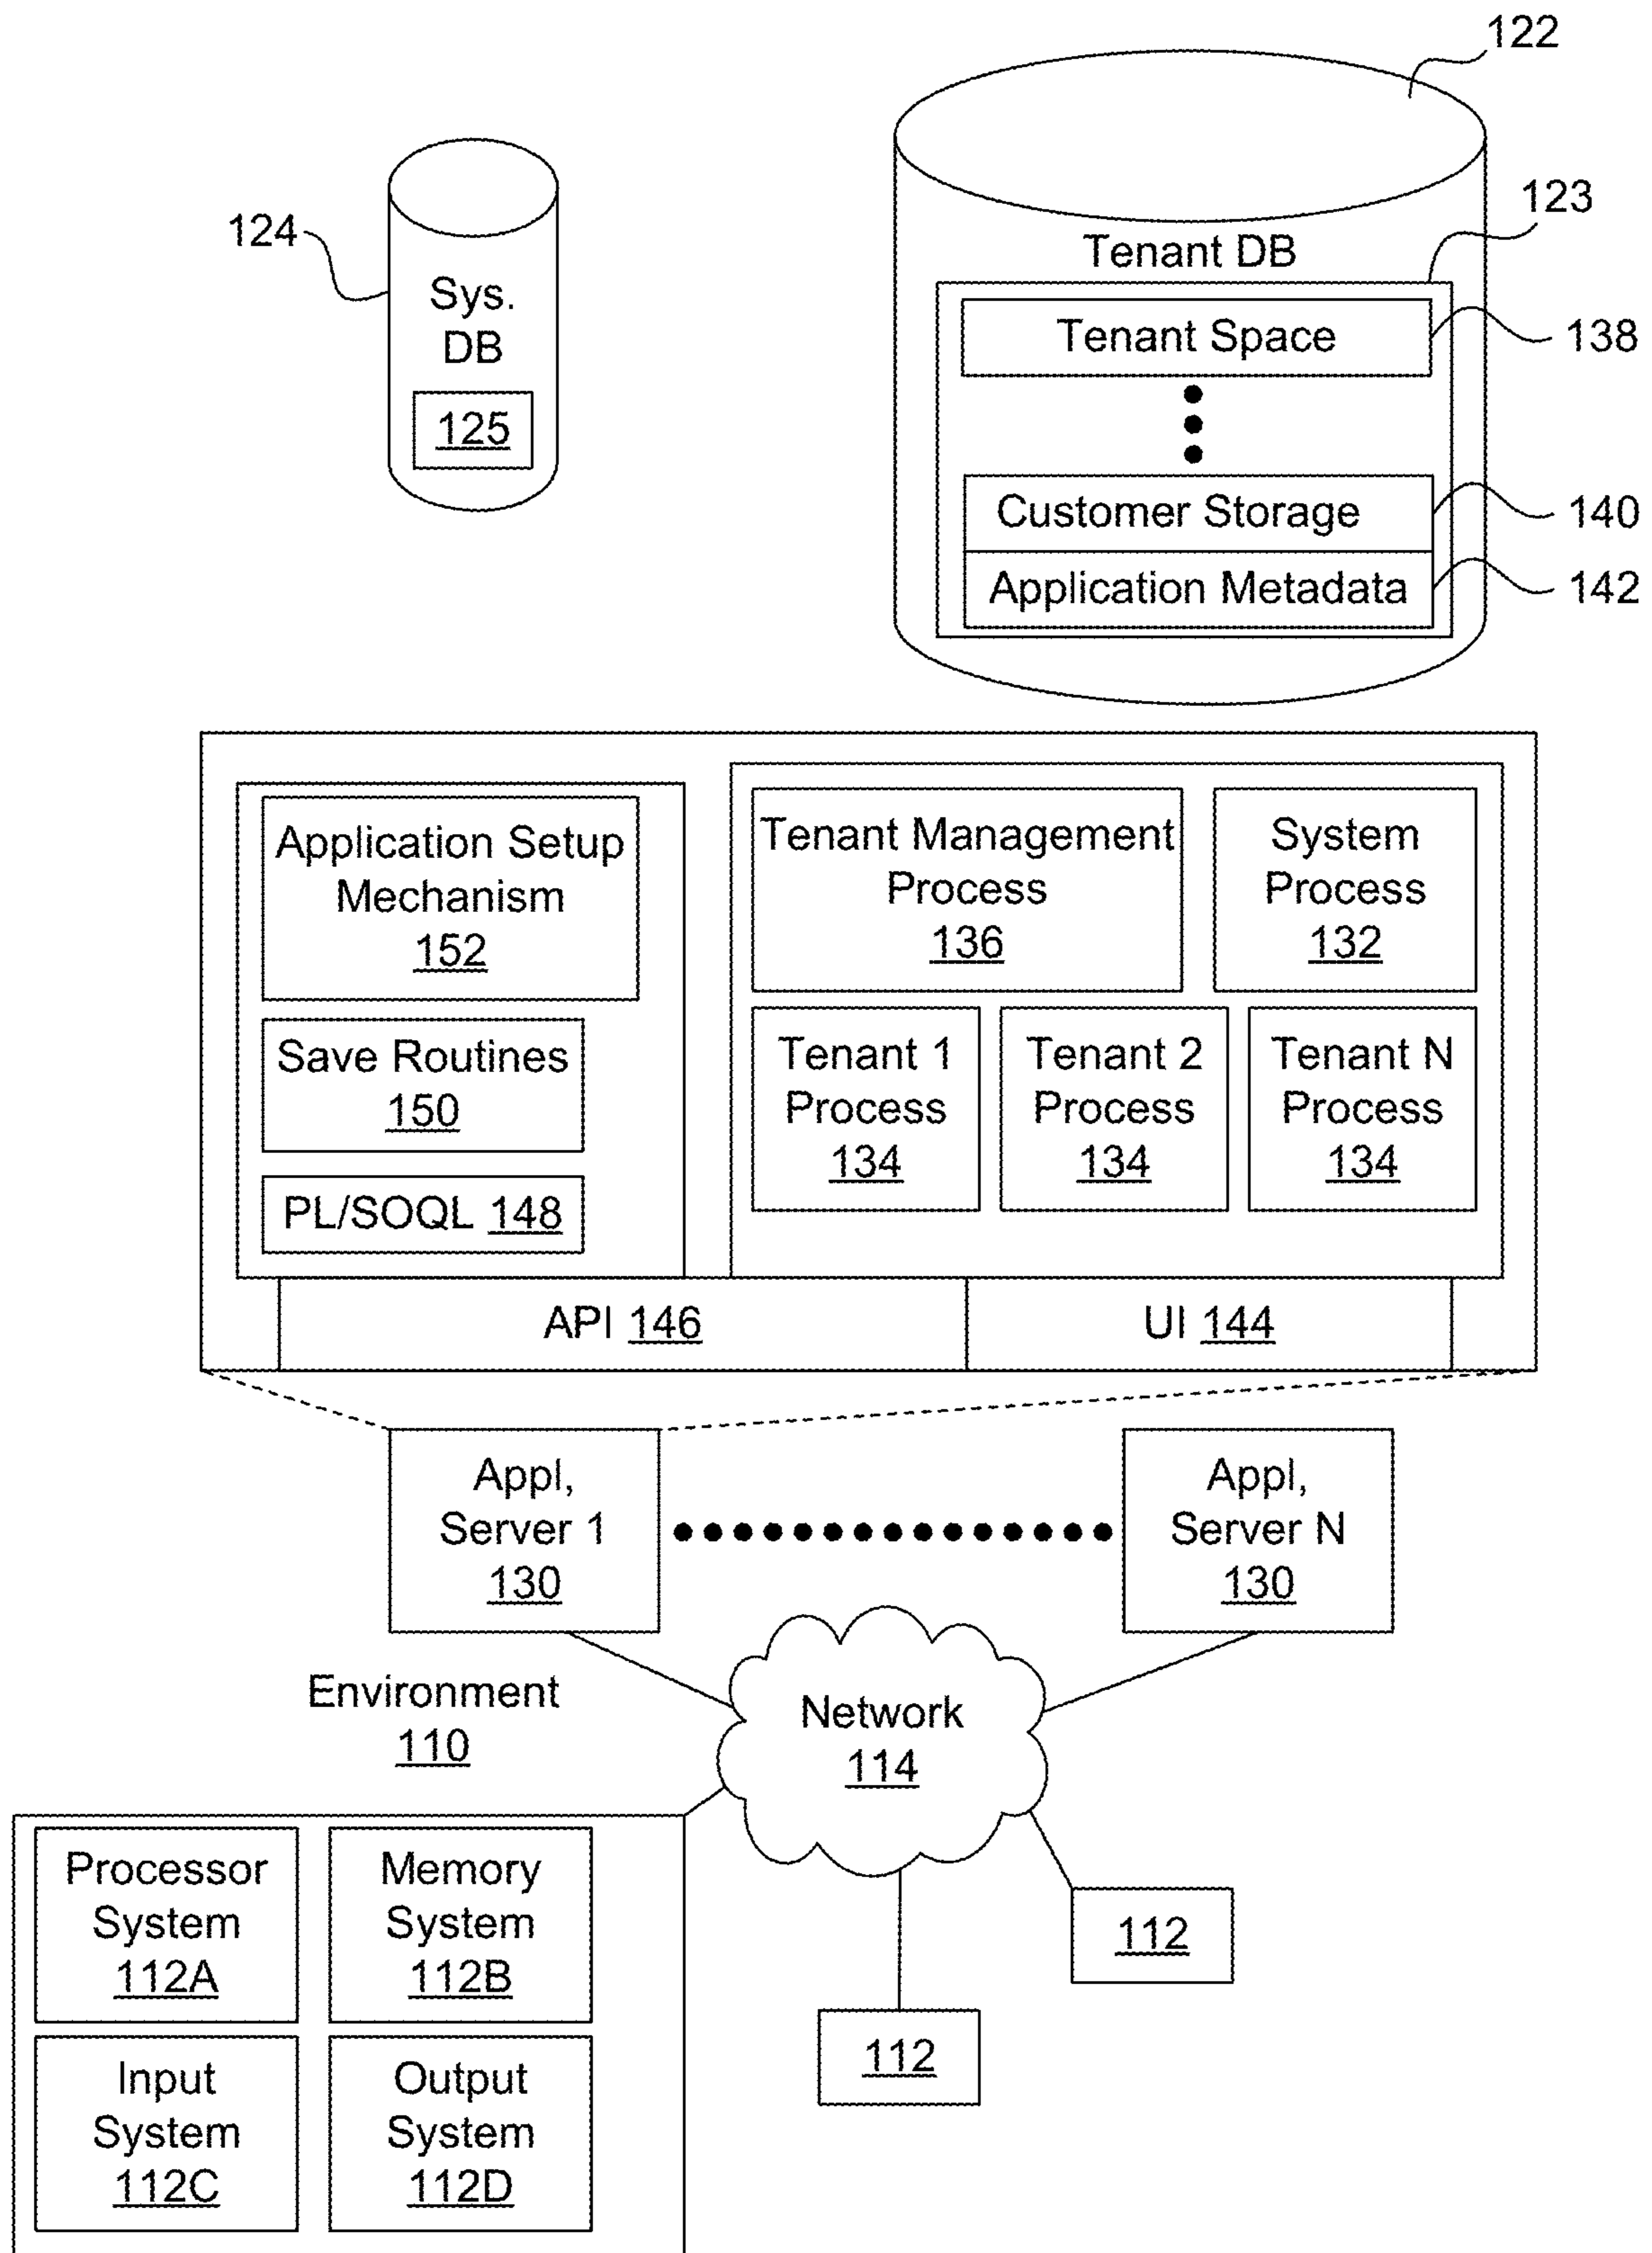 122
124
Sys.
DB
125
Tenant DB
123
Tenant Space
138
Customer Storage
140
Application Metadata
142
Application Setup
Mechanism
152
Save Routines
150
PL/SOQL 148
Tenant Management
Process
136
System
Process
132
Tenant 1
Process
134
Tenant 2
Process
134
Tenant N
Process
134
API 146
UI 144
Appl,
Server 1
130
Appl,
Server N
130
Environment
110
Network
114
Processor
System
112A
Memory
System
112B
Input
System
112C
Output
System
112D
112
112